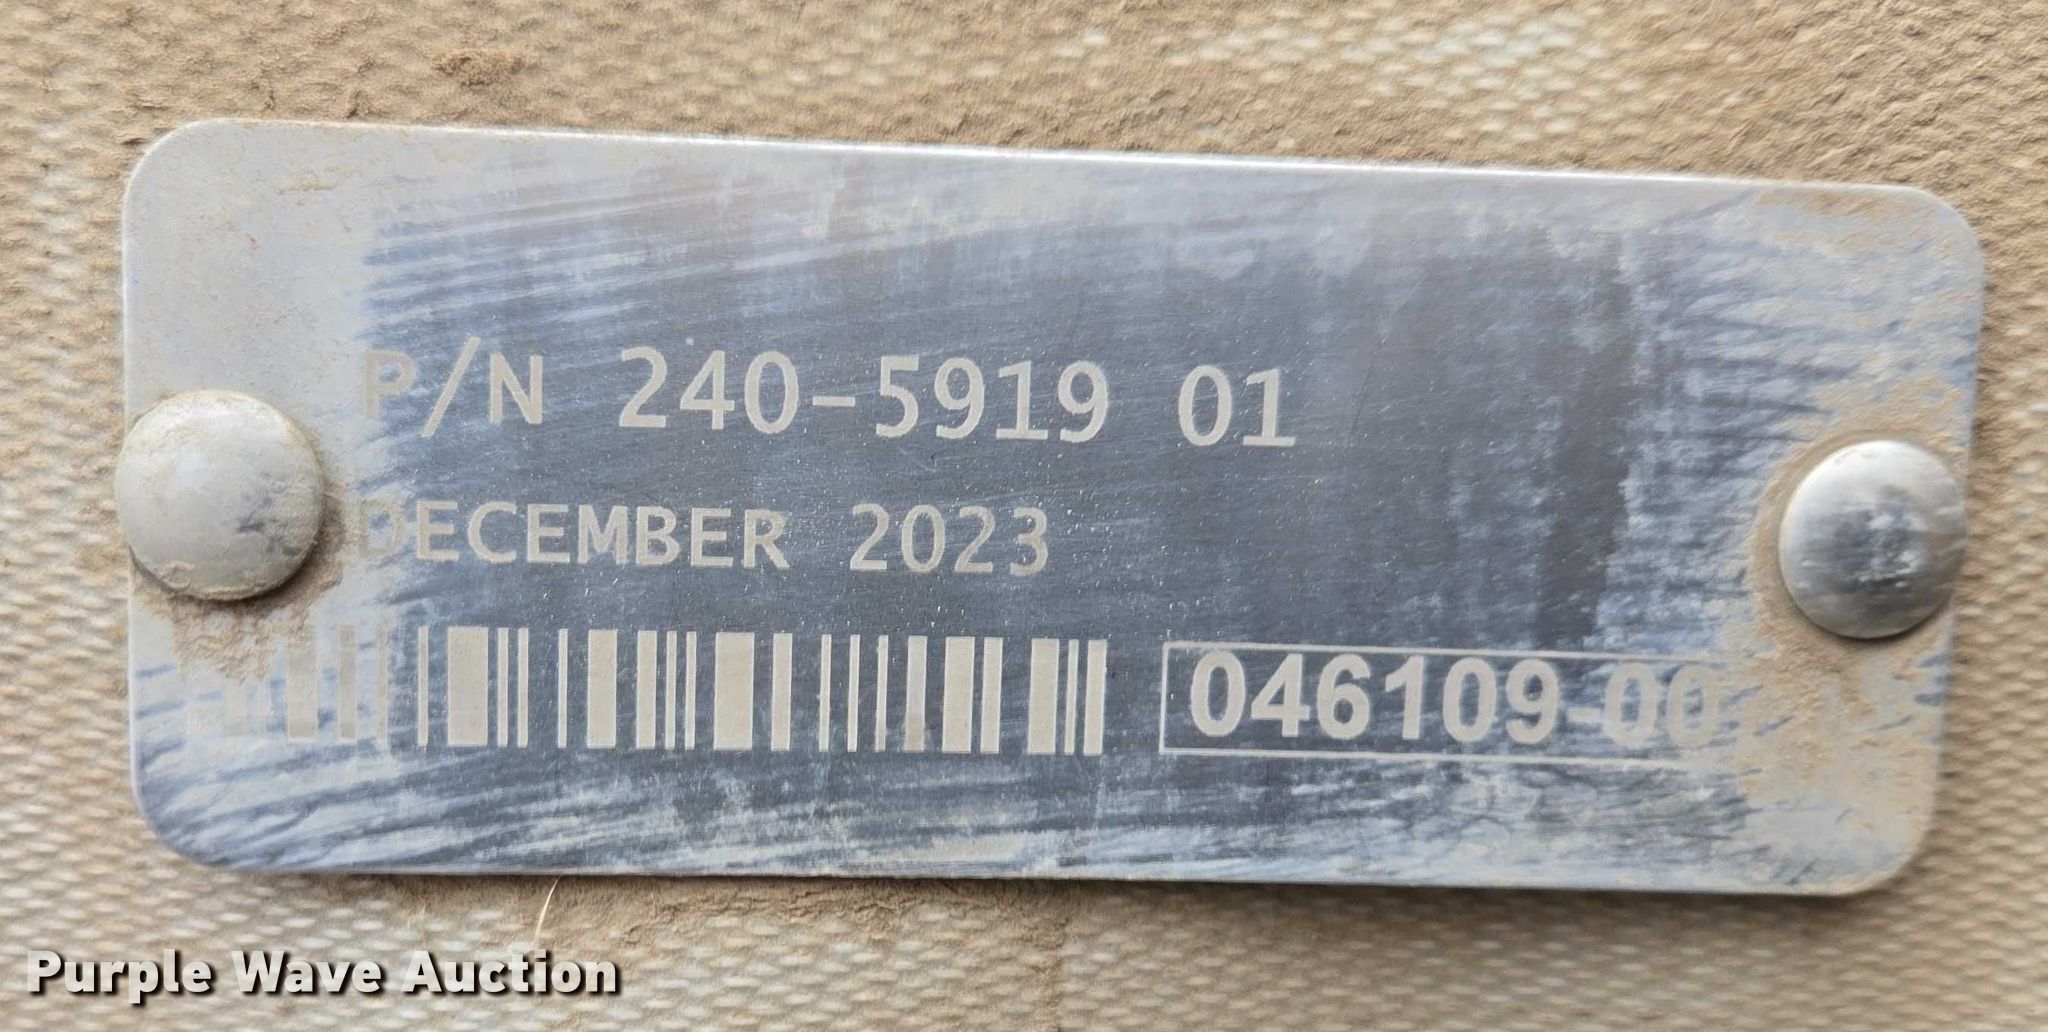 P/N 240-5919 01
DECEMBER 2023
046109-00
Purple Wave Auction